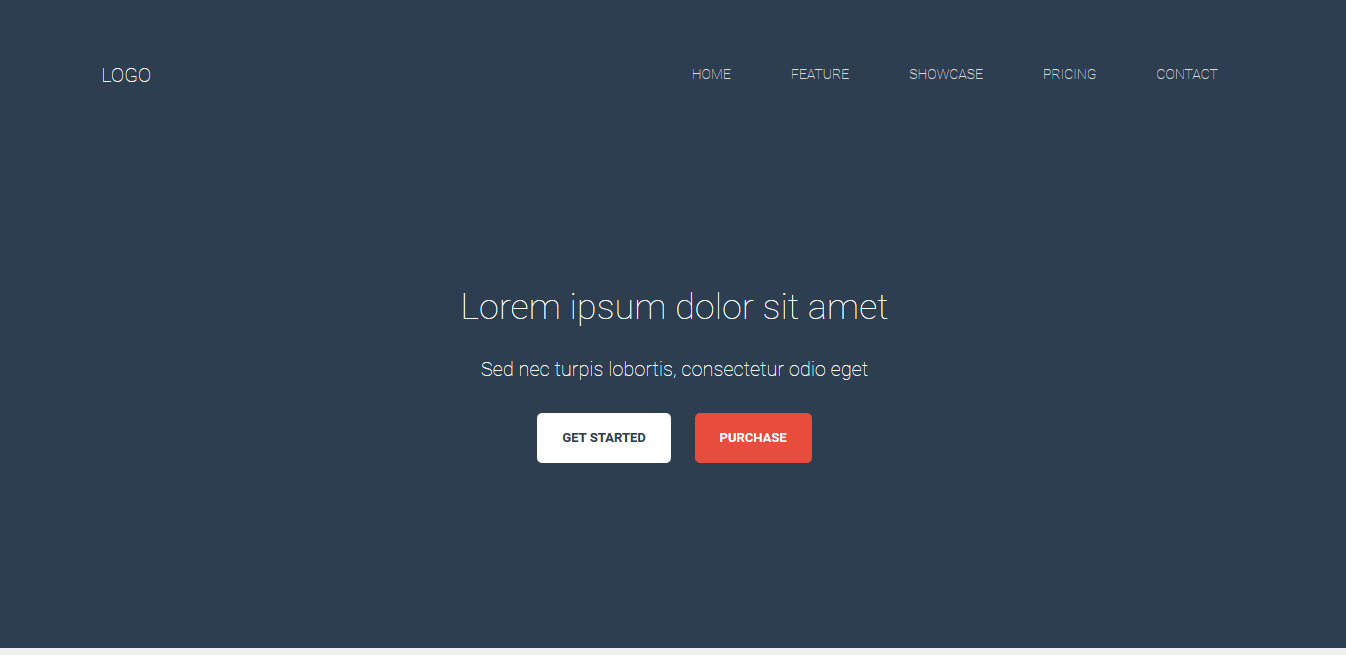 LOGO HOME FEATURE SHOWCASE PRICING CONTACT
Lorem ipsum dolor sit amet
Sed nec turpis lobortis, consectetur odio eget
GET STARTED PURCHASE